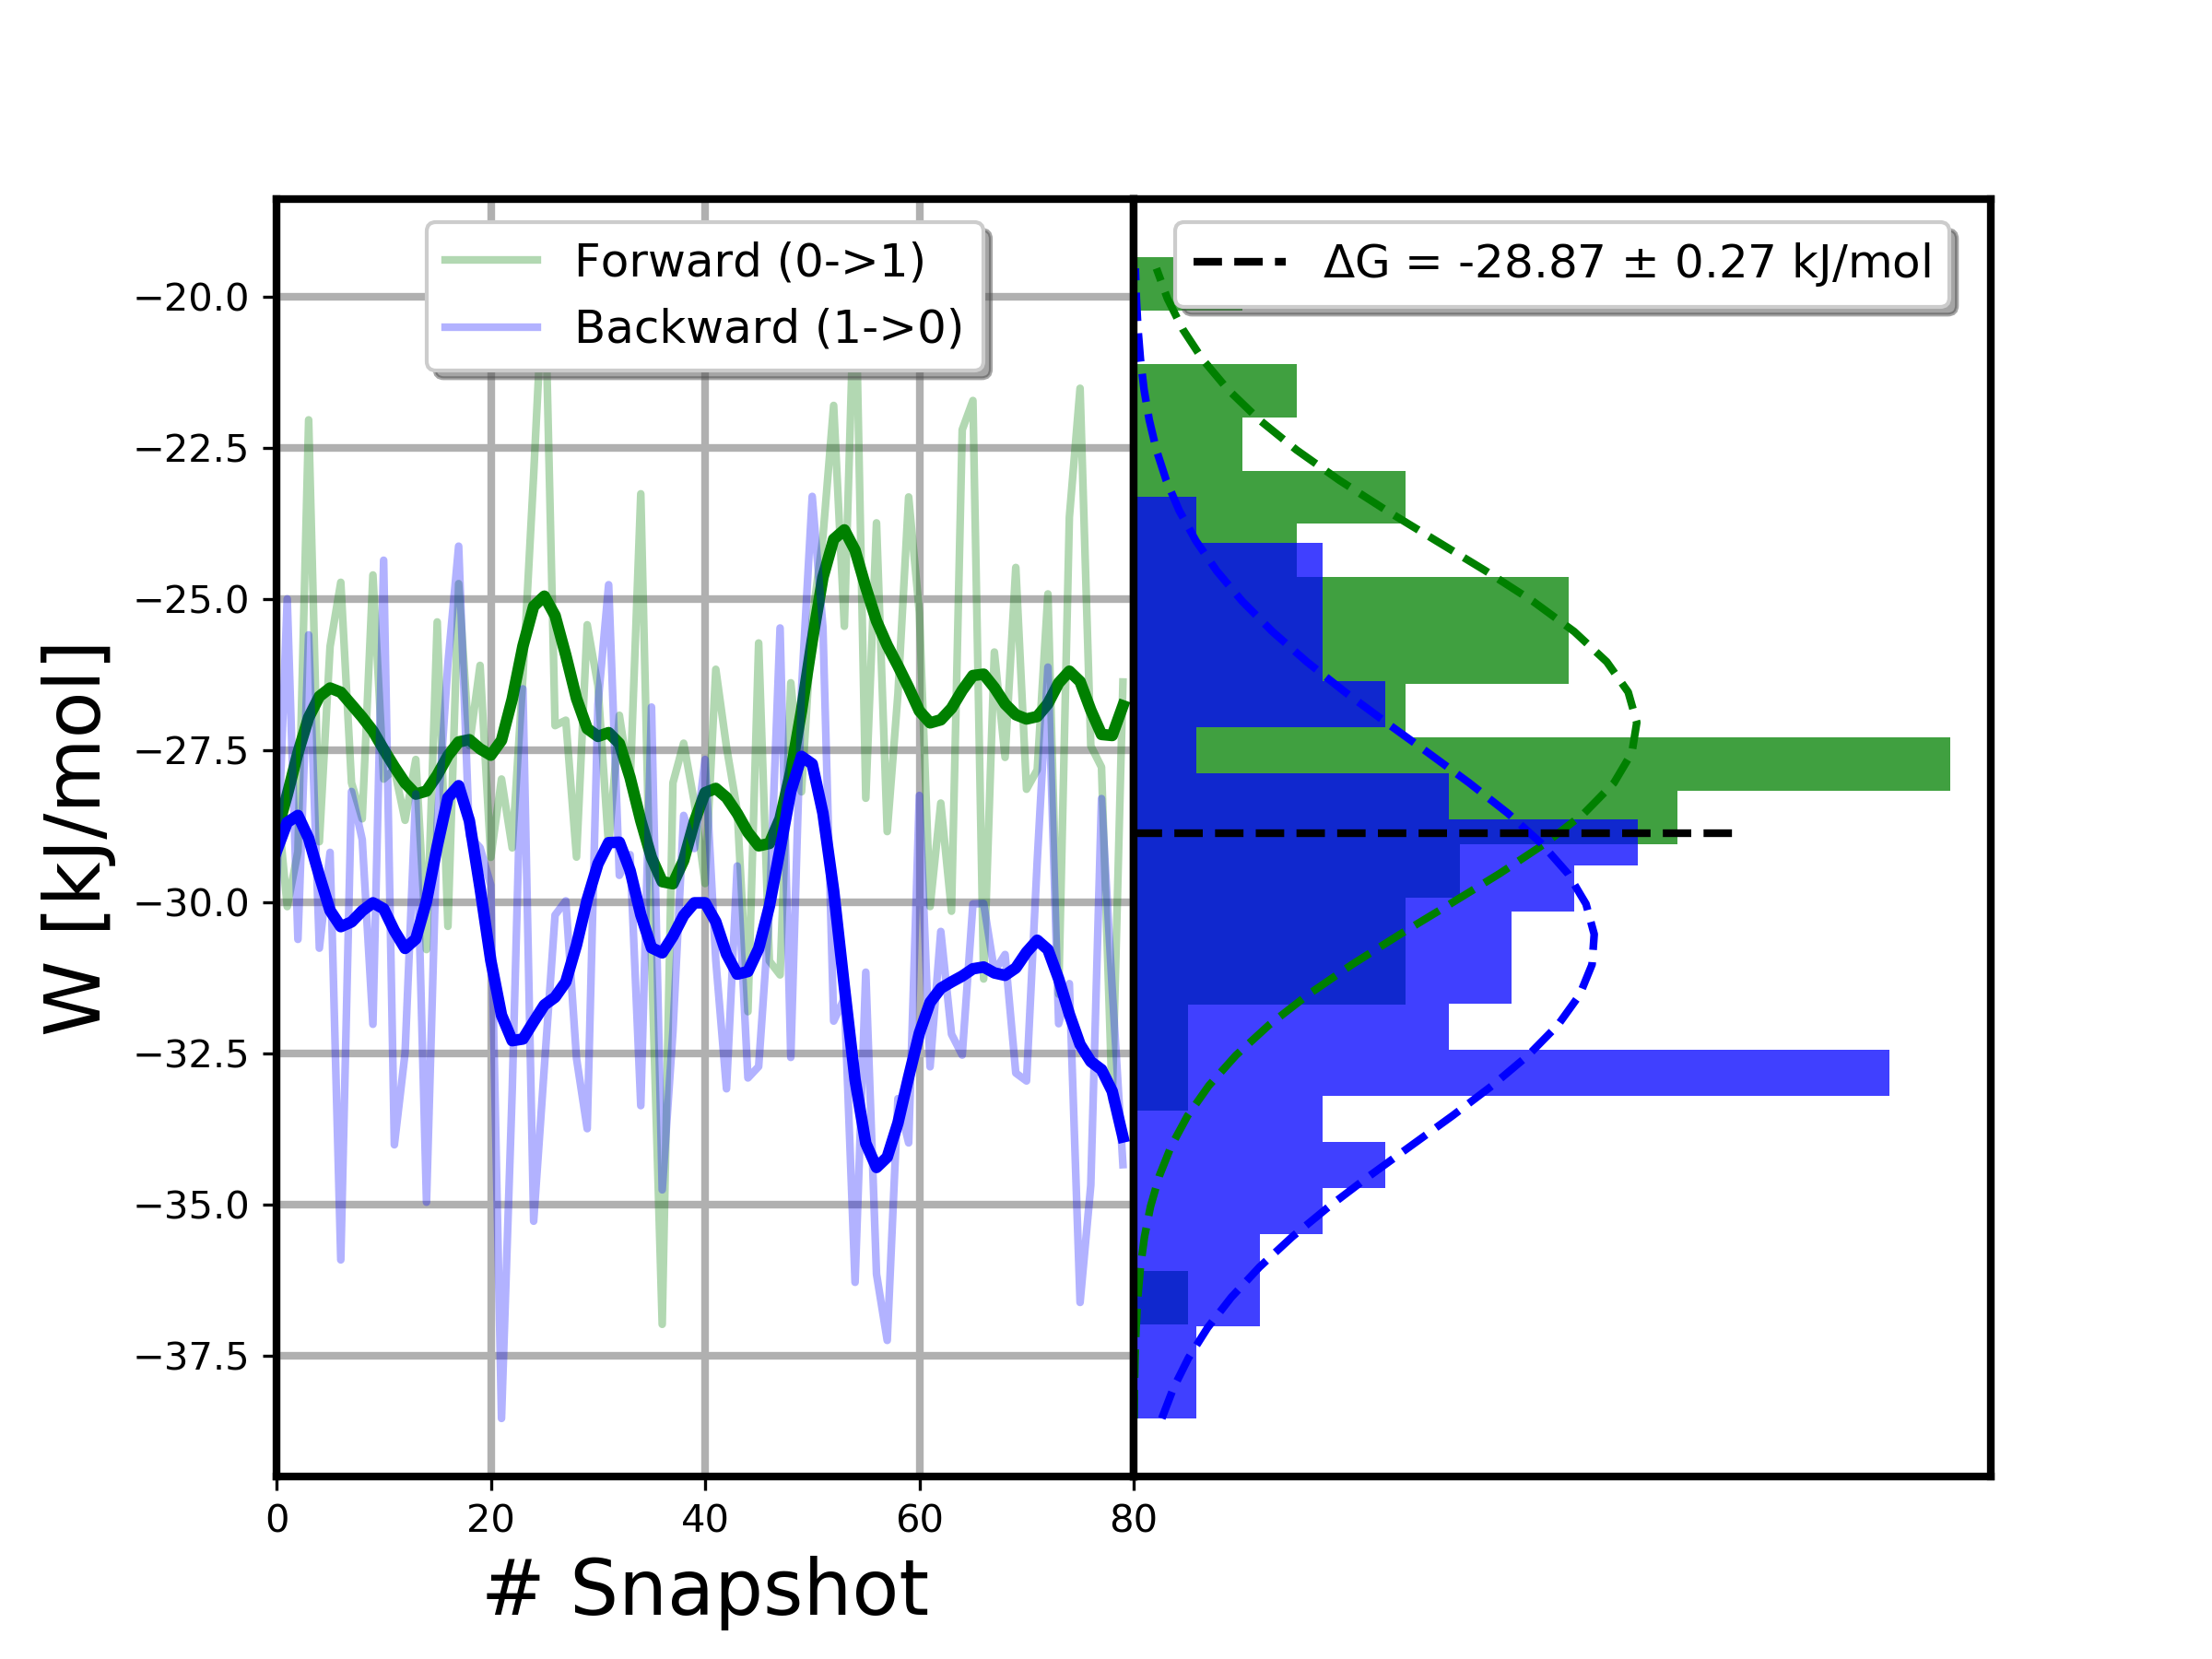 Forward (0->1)
Backward (1->0)
ΔG = -28.87 ± 0.27 kJ/mol
−20.0
−22.5
−25.0
−27.5
−30.0
−32.5
−35.0
−37.5
W [kJ/mol]
0 20 40 60 80
# Snapshot